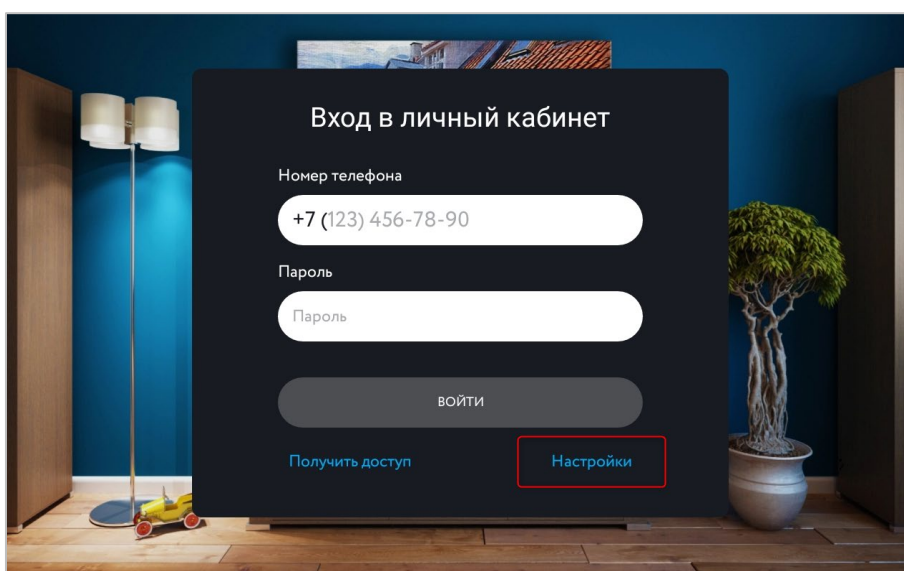 Вход в личный кабинет
Номер телефона
+7 (123) 456-78-90
Пароль
Пароль
ВОЙТИ
Получить доступ
Настройки